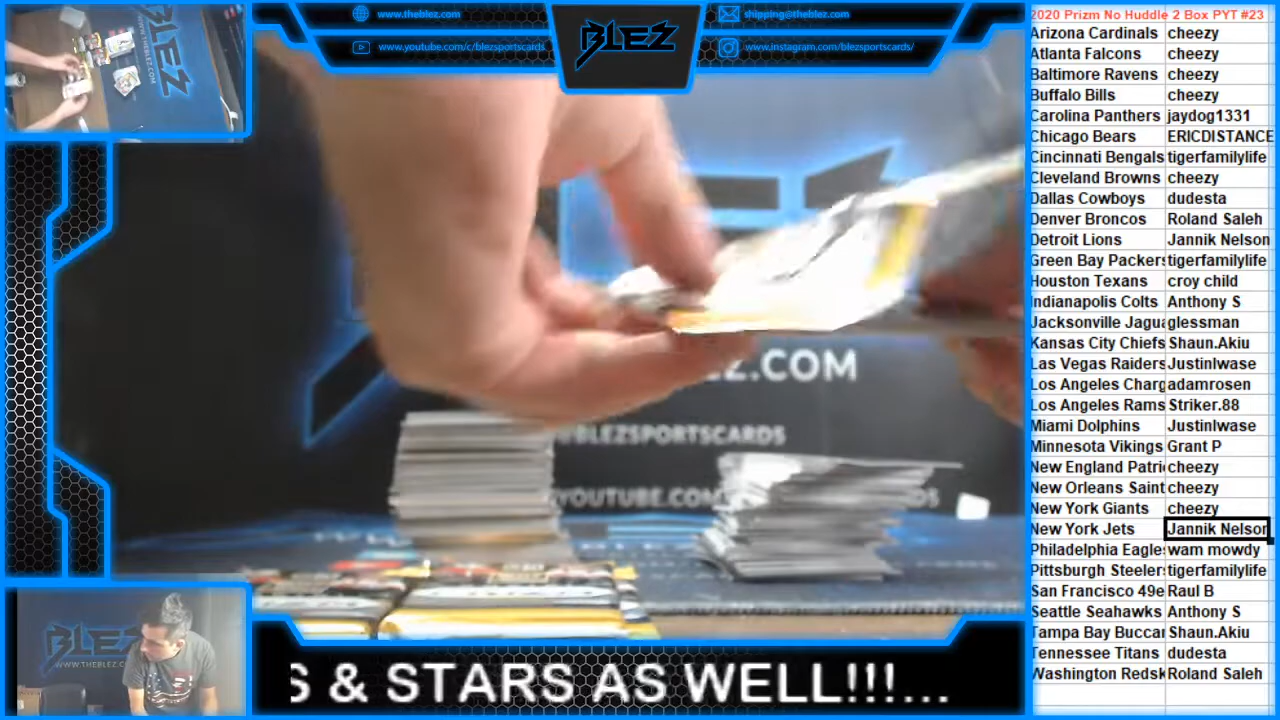 www.theblez.com
shipping@theblez.com
www.youtube.com/c/blezsportscards
www.instagram.com/blezsportscards/
BLEZ
2020 Prizm No Huddle 2 Box PYT #23
Arizona Cardinals cheezy
Atlanta Falcons cheezy
Baltimore Ravens cheezy
Buffalo Bills cheezy
Carolina Panthers jaydog1331
Chicago Bears ERICDISTANCE
Cincinnati Bengals tigerfamilylife
Cleveland Browns cheezy
Dallas Cowboys dudesta
Denver Broncos Roland Saleh
Detroit Lions Jannik Nelson
Green Bay Packers tigerfamilylife
Houston Texans croy child
Indianapolis Colts Anthony S
Jacksonville Jagua glessman
Kansas City Chiefs Shaun.Akiu
Las Vegas Raiders JustinIwase
Los Angeles Charg adamrosen
Los Angeles Rams Striker.88
Miami Dolphins JustinIwase
Minnesota Vikings Grant P
New England Patri cheezy
New Orleans Saint cheezy
New York Giants cheezy
New York Jets Jannik Nelson
Philadelphia Eagles wam mowdy
Pittsburgh Steelers tigerfamilylife
San Francisco 49e Raul B
Seattle Seahawks Anthony S
Tampa Bay Buccar Shaun.Akiu
Tennessee Titans dudesta
Washington Redsk Roland Saleh
EZ.COM
@BLEZSPORTSCARDS
BLEZ
WWW.THEBLEZ.COM
S & STARS AS WELL!!!...